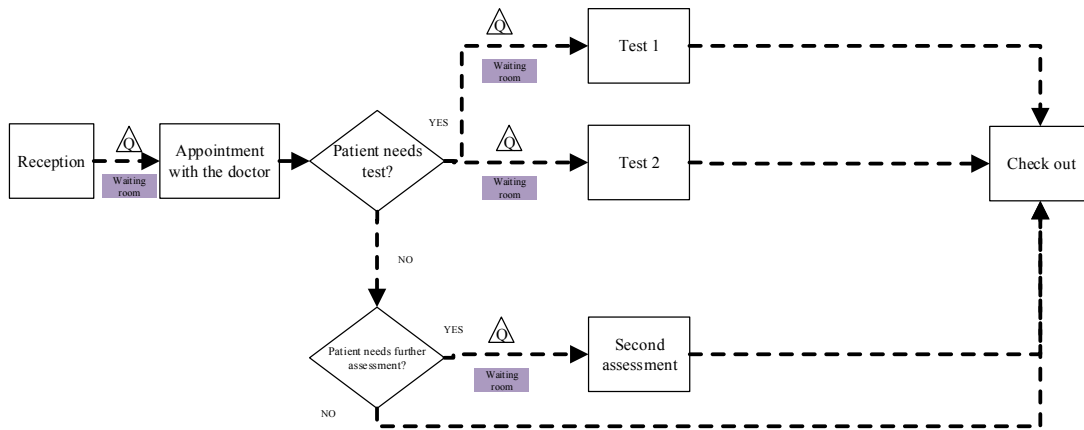 Q
Waiting
room
Test 1
YES
Q
Waiting
room
Test 2
Reception
Q
Waiting
room
Appointment
with the doctor
Patient needs
test?
Check out
NO
Patient needs further
assessment?
YES
Q
Waiting
room
Second
assessment
NO